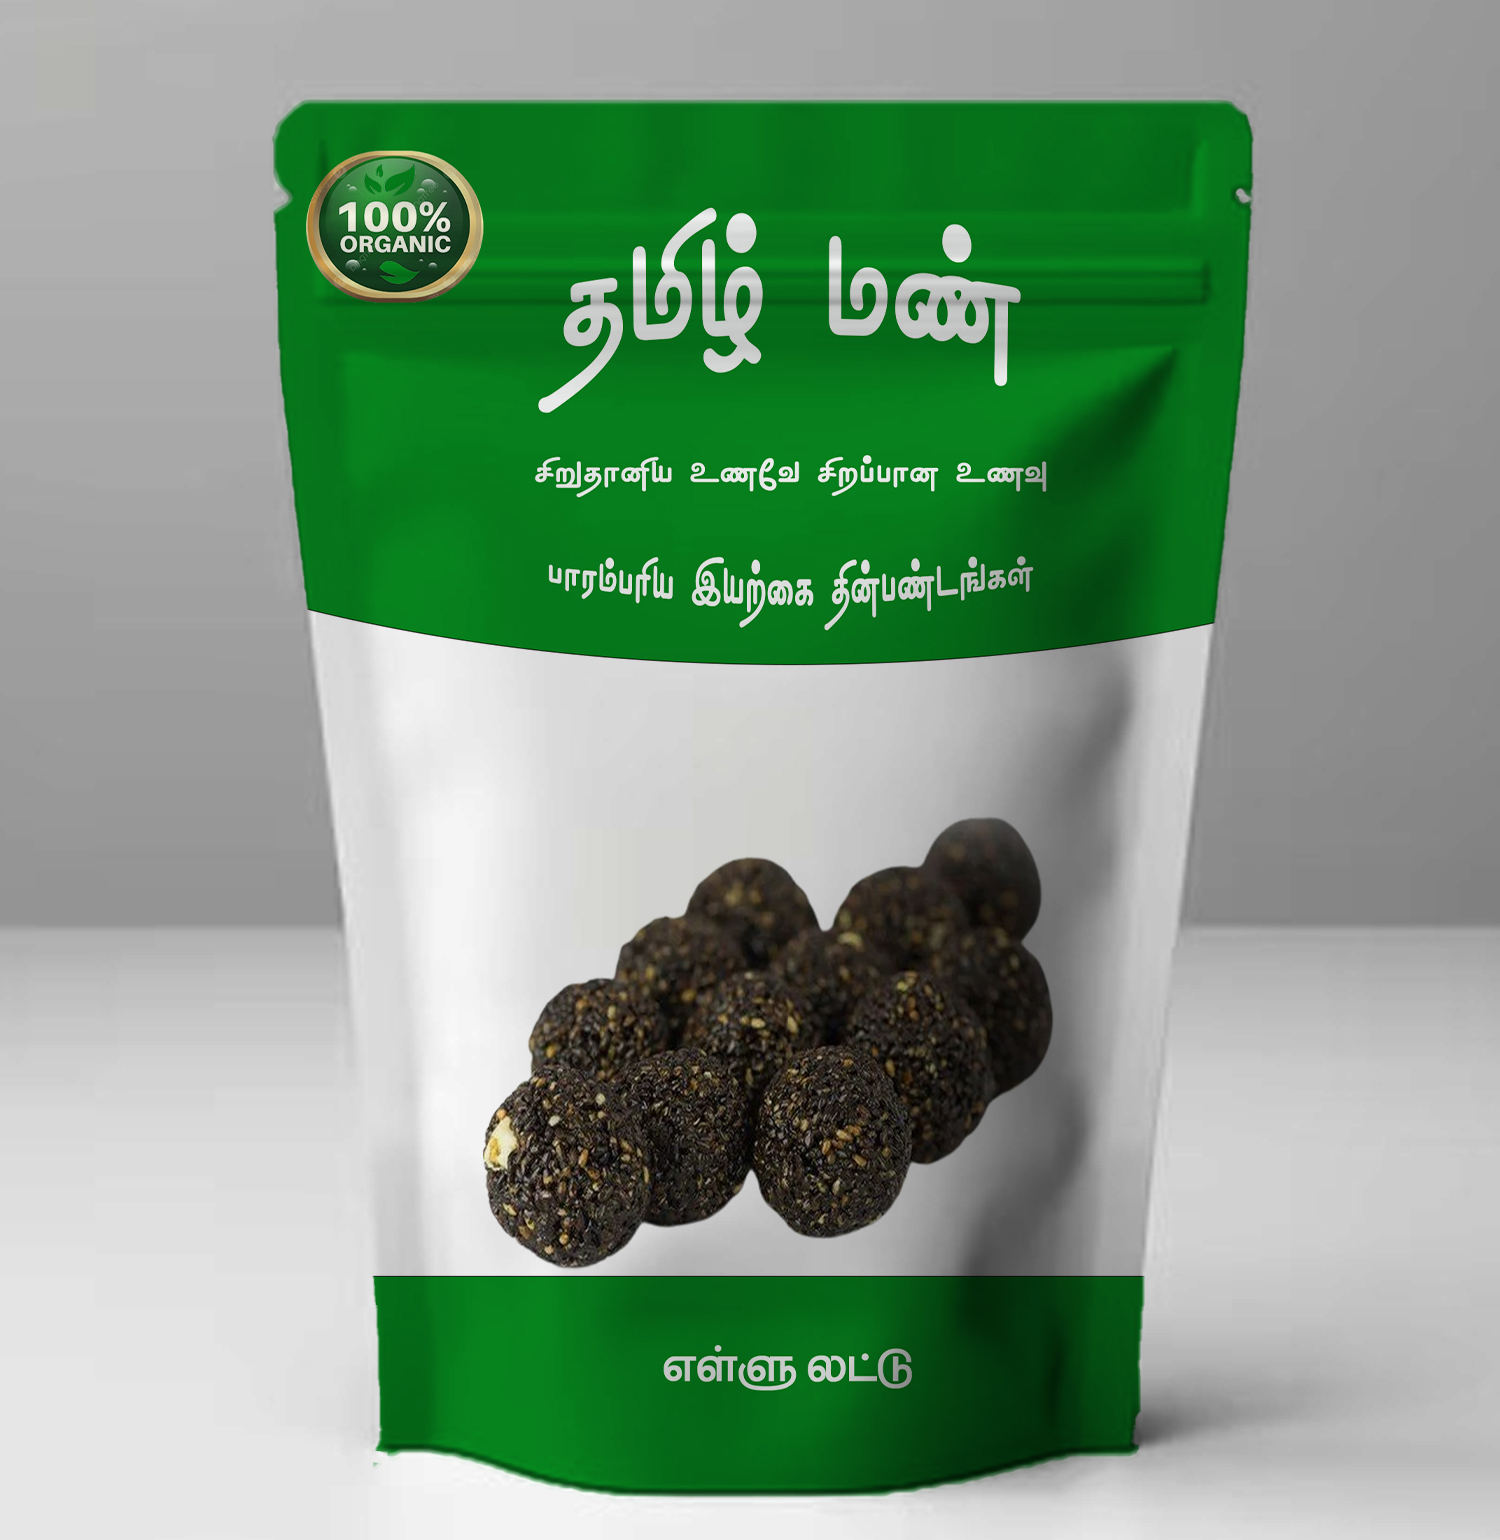 100%
ORGANIC
தமிழ் மண்
சிறுதானிய உணவே சிறப்பான உணவு
பாரம்பரிய இயற்கை தின்பண்டங்கள்
எள்ளு லட்டு